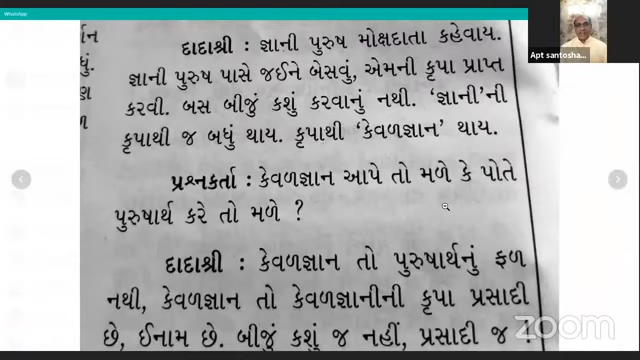 WhatsApp
દાદાશ્રી : જ્ઞાની પુરુષ મોક્ષદાતા કહેવાય.
જ્ઞાની પુરુષ પાસે જઈને બેસવું, એમની કૃપા પ્રાપ્ત
કરવી. બસ બીજું કશું કરવાનું નથી. ‘જ્ઞાની’ની
કૃપાથી જ બધું થાય. કૃપાથી ‘કેવળજ્ઞાન’ થાય.
પ્રશ્નકર્તા : કેવળજ્ઞાન આપે તો મળે કે પોતે
પુરુષાર્થ કરે તો મળે ?
દાદાશ્રી : કેવળજ્ઞાન તો પુરુષાર્થનું ફળ
નથી, કેવળજ્ઞાન તો કેવળજ્ઞાનીની કૃપા પ્રસાદી
છે, ઈનામ છે. બીજું કશું જ નહીં, પ્રસાદી જ
Apt santosha...
zoom